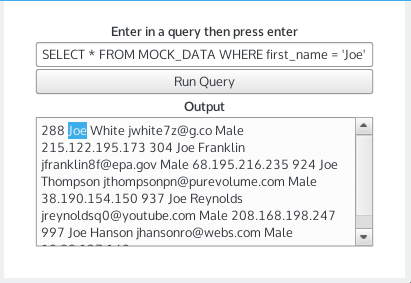 Enter in a query then press enter
SELECT * FROM MOCK_DATA WHERE first_name = 'Joe'
Run Query
Output
288 Joe White jwhite7z@g.co Male
215.122.195.173 304 Joe Franklin
jfranklin8f@epa.gov Male 68.195.216.235 924 Joe
Thompson jthompsonpn@purevolume.com Male
38.190.154.150 937 Joe Reynolds
jreynoldsq0@youtube.com Male 208.168.198.247
997 Joe Hanson jhansonro@webs.com Male